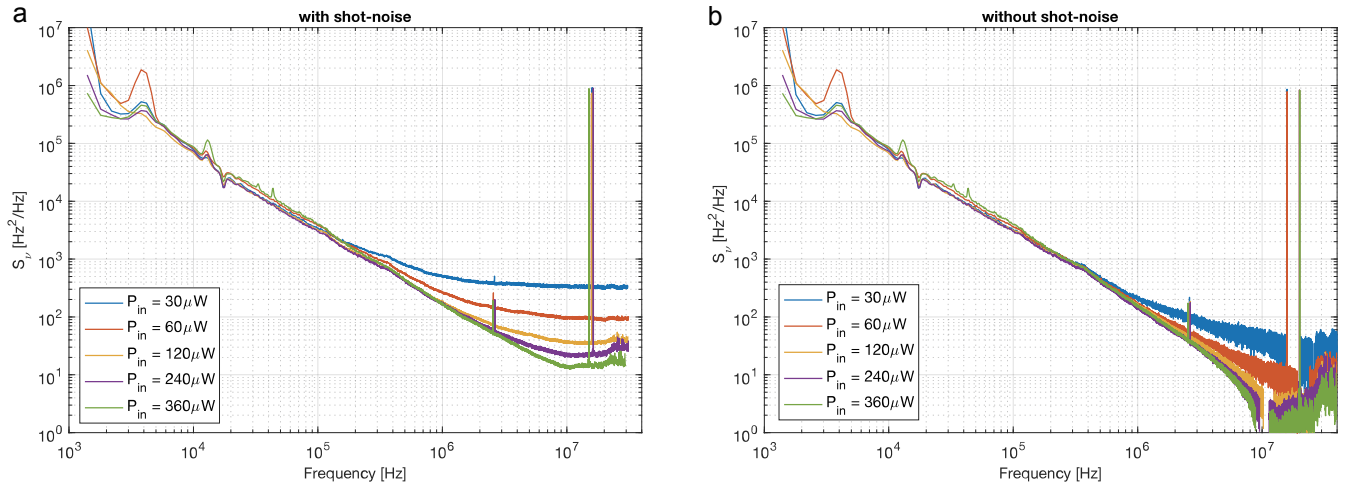 a
with shot-noise
10^7
10^6
10^5
10^4
10^3
10^2
10^1
10^0
S_ν [Hz^2/Hz]
P_in = 30μW
P_in = 60μW
P_in = 120μW
P_in = 240μW
P_in = 360μW
10^3 10^4 10^5 10^6 10^7
Frequency [Hz]
b
without shot-noise
10^7
10^6
10^5
10^4
10^3
10^2
10^1
10^0
S_ν [Hz^2/Hz]
P_in = 30μW
P_in = 60μW
P_in = 120μW
P_in = 240μW
P_in = 360μW
10^3 10^4 10^5 10^6 10^7
Frequency [Hz]